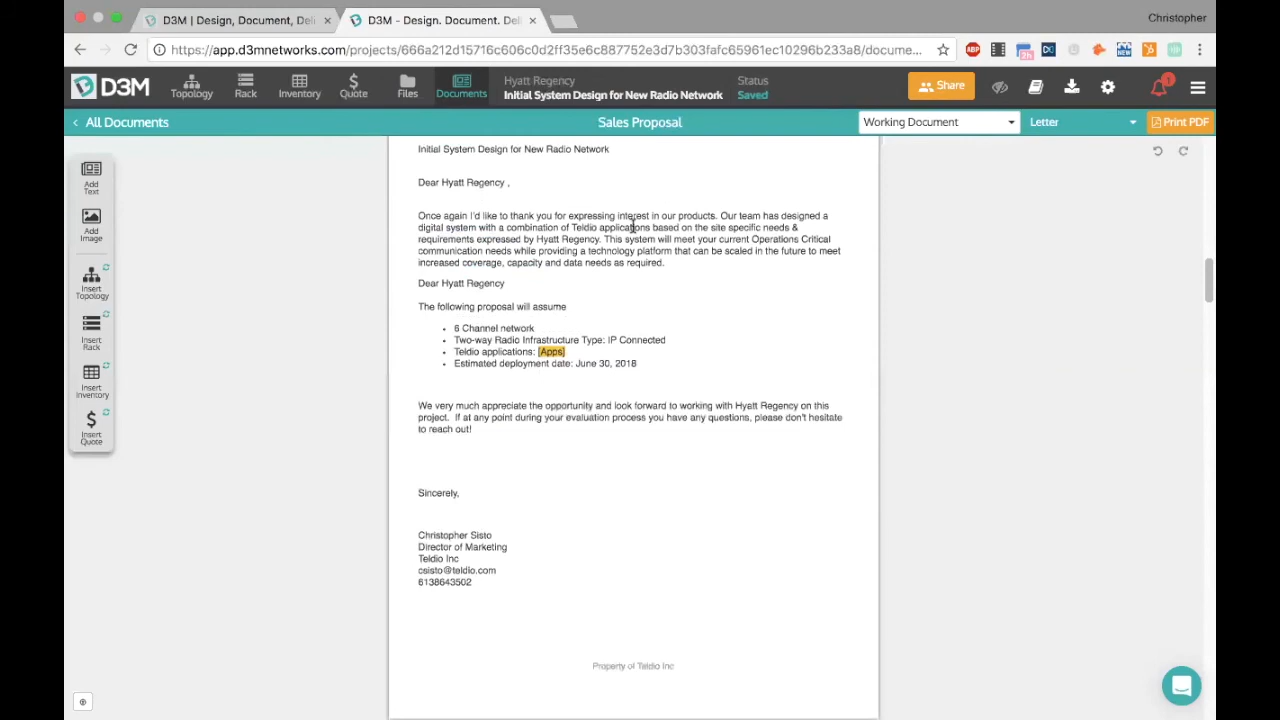 D3M | Design, Document, Deli
D3M - Design. Document. Deli
Christopher
https://app.d3mnetworks.com/projects/666a212d15716c606c0d2ff35e6c887752e3d7b303fafc65961ec10296b233a8/docume...
ABP
NEW
2h
D3M
Topology
Rack
Inventory
Quote
Files
Documents
Hyatt Regency
Initial System Design for New Radio Network
Status
Saved
Share
1
All Documents
Sales Proposal
Working Document
Letter
Print PDF
Add Text
Add Image
Insert Topology
Insert Rack
Insert Inventory
Insert Quote
Initial System Design for New Radio Network
Dear Hyatt Regency ,
Once again I'd like to thank you for expressing interest in our products. Our team has designed a
digital system with a combination of Teldio applications based on the site specific needs &
requirements expressed by Hyatt Regency. This system will meet your current Operations Critical
communication needs while providing a technology platform that can be scaled in the future to meet
increased coverage, capacity and data needs as required.
Dear Hyatt Regency
The following proposal will assume
• 6 Channel network
• Two-way Radio Infrastructure Type: IP Connected
• Teldio applications: [Apps]
• Estimated deployment date: June 30, 2018
We very much appreciate the opportunity and look forward to working with Hyatt Regency on this
project. If at any point during your evaluation process you have any questions, please don't hesitate
to reach out!
Sincerely,
Christopher Sisto
Director of Marketing
Teldio Inc
csisto@teldio.com
6138643502
Property of Teldio Inc